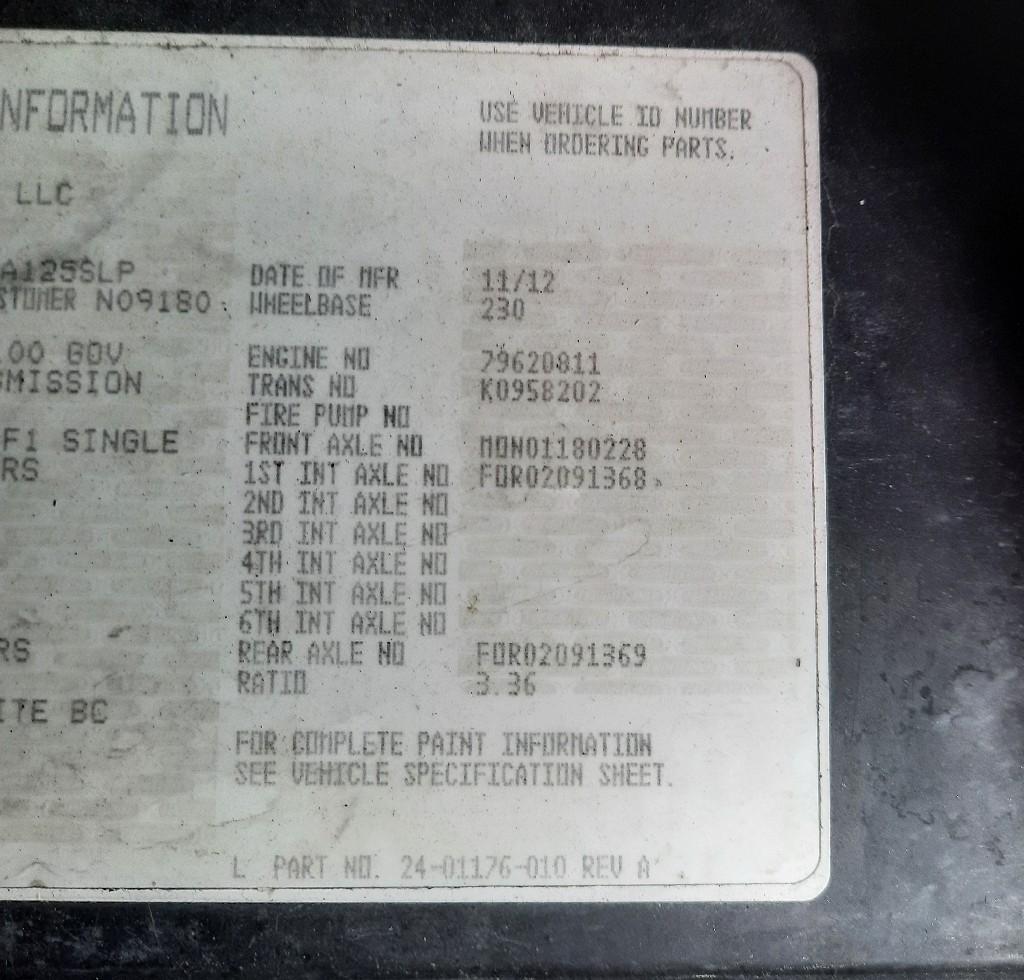 NFORMATION
USE VEHICLE ID NUMBER
WHEN ORDERING PARTS.
LLC
A125SLP DATE OF MFR 11/12
STOMER NO9180 WHEELBASE 230
00 GOV ENGINE NO 79620811
MISSION TRANS NO K0958202
FIRE PUMP NO
F1 SINGLE FRONT AXLE NO MON01180228
RS 1ST INT AXLE NO FOR02091368
2ND INT AXLE NO
3RD INT AXLE NO
4TH INT AXLE NO
5TH INT AXLE NO
6TH INT AXLE NO
RS REAR AXLE NO FOR02091369
RATIO 3.36
ITE BC
FOR COMPLETE PAINT INFORMATION
SEE VEHICLE SPECIFICATION SHEET.
L PART NO. 24-01176-010 REV A